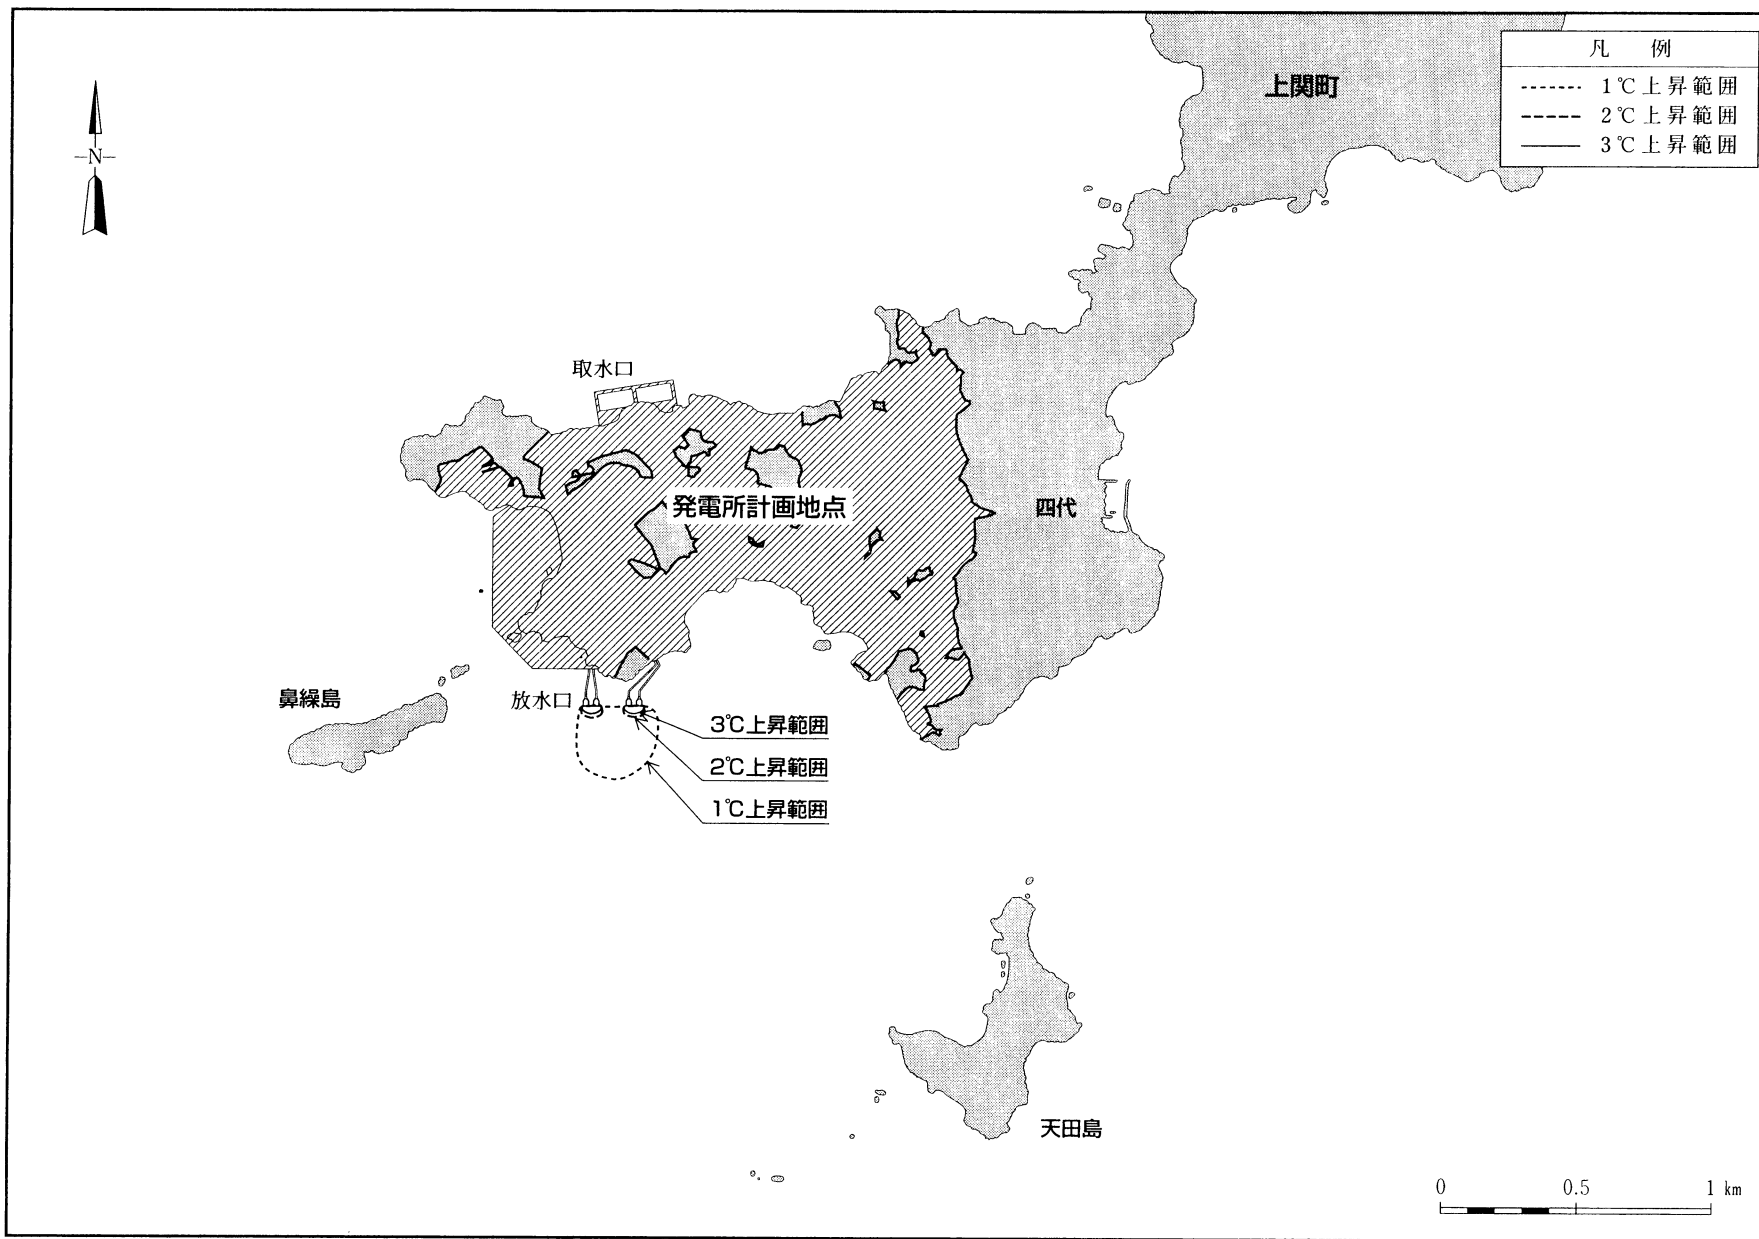 凡 例
1℃上昇範囲
2℃上昇範囲
3℃上昇範囲
上関町
N
取水口
発電所計画地点
四代
鼻繰島
放水口
3℃上昇範囲
2℃上昇範囲
1℃上昇範囲
天田島
0 0.5 1 km